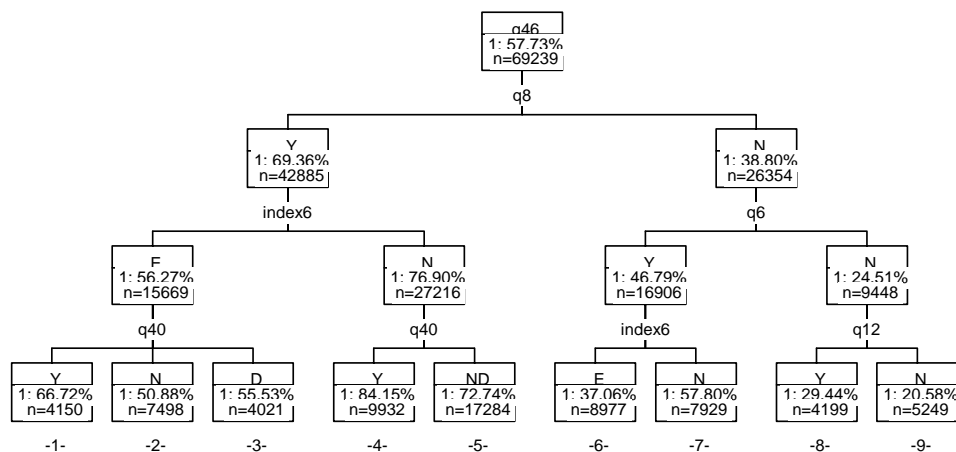 q46
1: 57.73%
n=69239
q8
Y N
1: 69.36% 1: 38.80%
n=42885 n=26354
index6 q6
E N Y N
1: 56.27% 1: 76.90% 1: 46.79% 1: 24.51%
n=15669 n=27216 n=16906 n=9448
q40 q40 index6 q12
Y N D Y ND E N Y N
1: 66.72% 1: 50.88% 1: 55.53% 1: 84.15% 1: 72.74% 1: 37.06% 1: 57.80% 1: 29.44% 1: 20.58%
n=4150 n=7498 n=4021 n=9932 n=17284 n=8977 n=7929 n=4199 n=5249
-1- -2- -3- -4- -5- -6- -7- -8- -9-